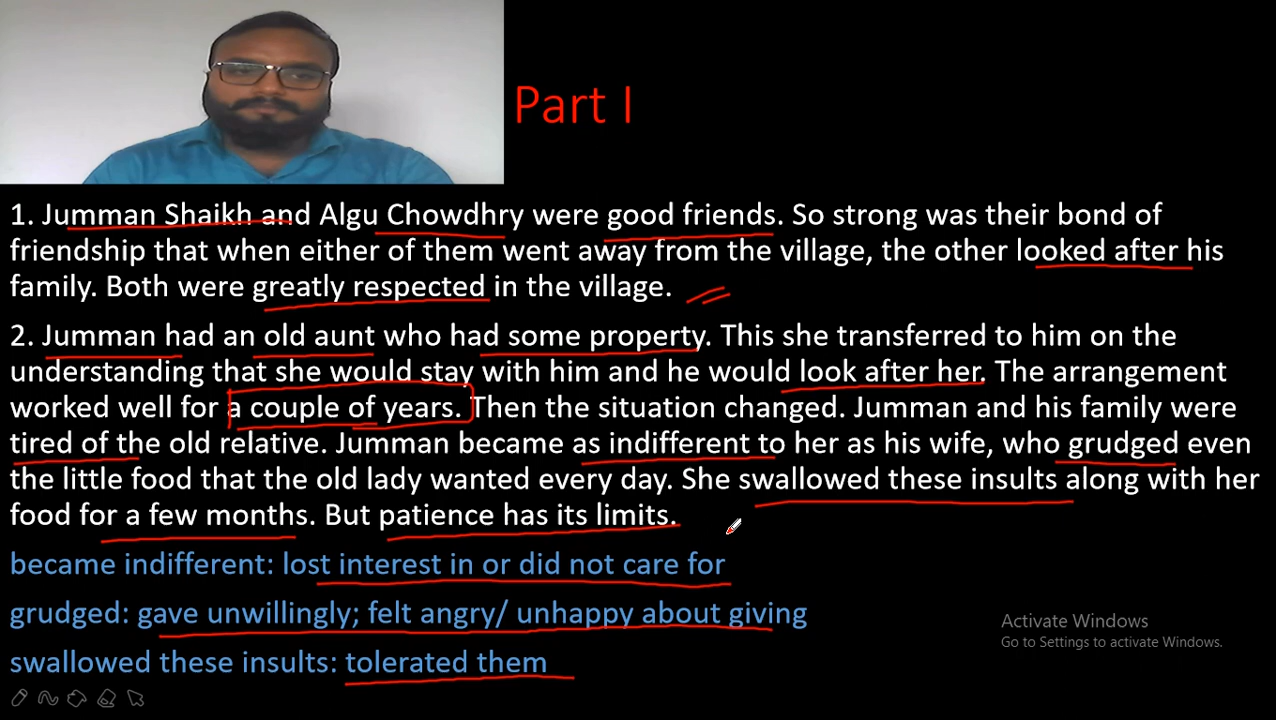 Part I
1. Jumman Shaikh and Algu Chowdhry were good friends. So strong was their bond of
friendship that when either of them went away from the village, the other looked after his
family. Both were greatly respected in the village.
2. Jumman had an old aunt who had some property. This she transferred to him on the
understanding that she would stay with him and he would look after her. The arrangement
worked well for a couple of years. Then the situation changed. Jumman and his family were
tired of the old relative. Jumman became as indifferent to her as his wife, who grudged even
the little food that the old lady wanted every day. She swallowed these insults along with her
food for a few months. But patience has its limits.
became indifferent: lost interest in or did not care for
grudged: gave unwillingly; felt angry/ unhappy about giving
swallowed these insults: tolerated them
Activate Windows
Go to Settings to activate Windows.